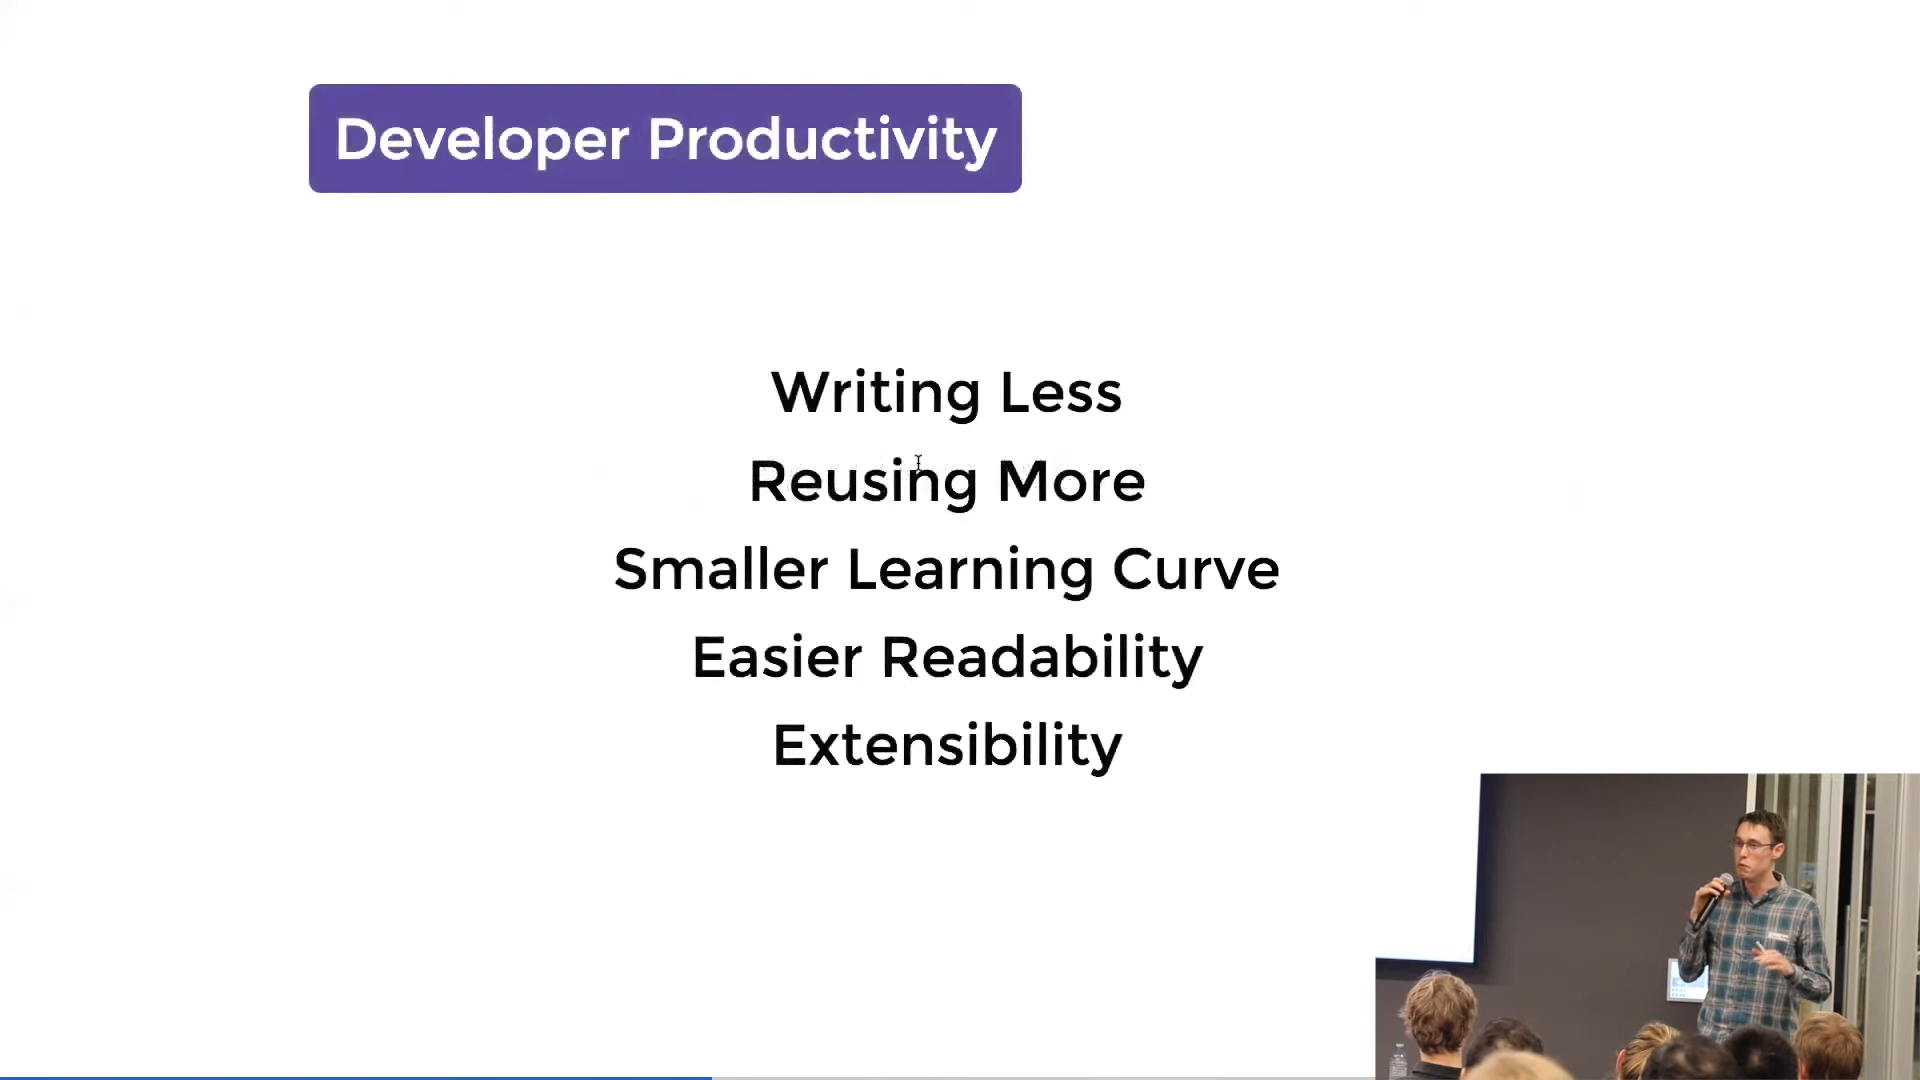 Developer Productivity
Writing Less
Reusing More
Smaller Learning Curve
Easier Readability
Extensibility